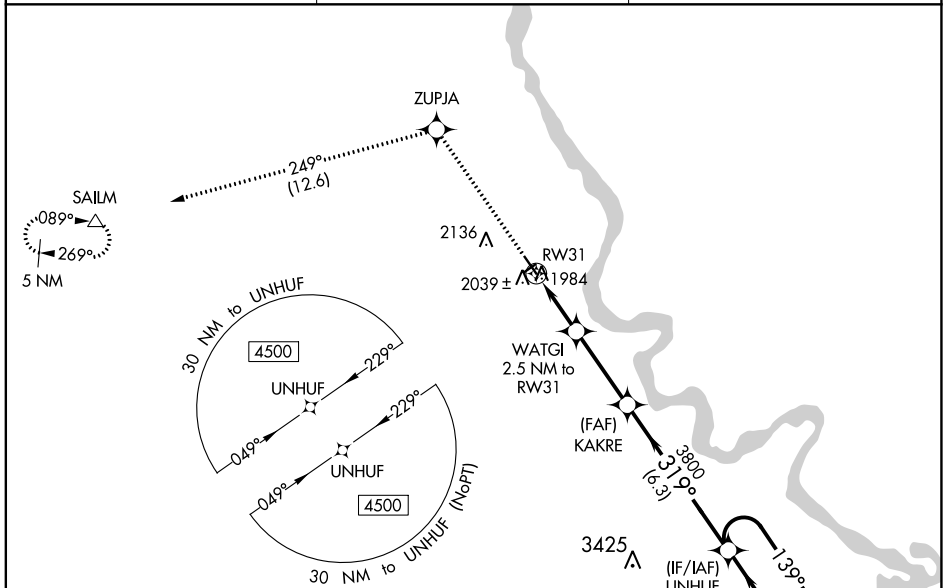 ZUPJA
249°
(12.6)
SAILM
089°
269°
5 NM
2136
RW31
2039 ±
1984
30 NM to UNHUF
4500
UNHUF
229°
049°
WATGI
2.5 NM to
RW31
(FAF)
KAKRE
229°
UNHUF
049°
4500
30 NM to UNHUF (NoPT)
3800
319°
(6.3)
3425
(IF/IAF)
UNHUF
139°